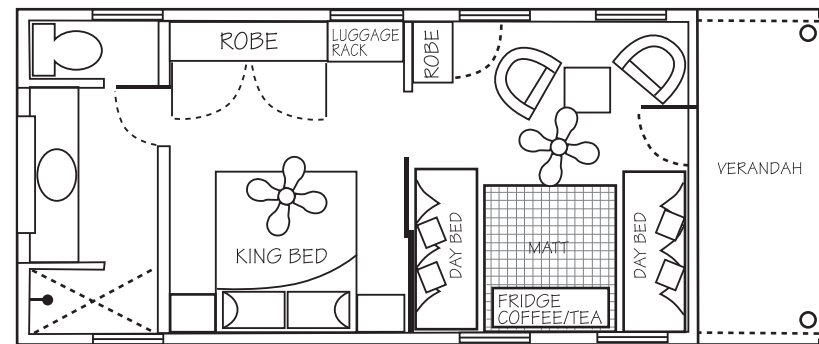 ROBE
LUGGAGE
RACK
ROBE
VERANDAH
KING BED
DAY BED
MATT
DAY BED
FRIDGE
COFFEE/TEA